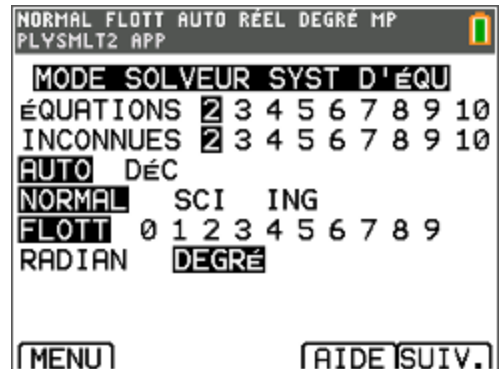 NORMAL FLOTT AUTO RÉEL DEGRÉ MP
PLYSMLT2 APP
MODE SOLVEUR SYST D'ÉQU
ÉQUATIONS 2 3 4 5 6 7 8 9 10
INCONNUES 2 3 4 5 6 7 8 9 10
AUTO DÉC
NORMAL SCI ING
FLOTT 0 1 2 3 4 5 6 7 8 9
RADIAN DEGRÉ
MENU AIDE SUIV.